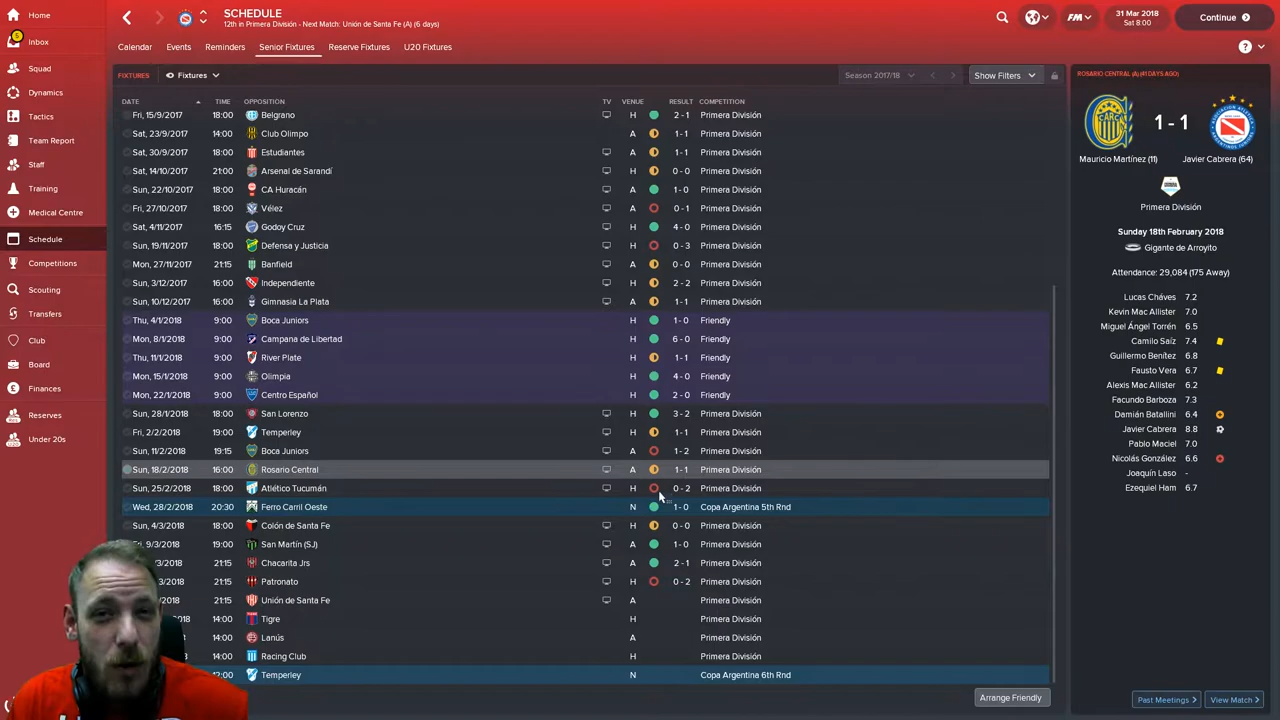 Home
Inbox
5
Squad
Dynamics
Tactics
Team Report
Staff
Training
Medical Centre
Schedule
Competitions
Scouting
Transfers
Club
Board
Finances
Reserves
Under 20s
SCHEDULE
12th in Primera División - Next Match: Unión de Santa Fe (A) (6 days)
FM
31 Mar 2018
Sat 8:00
Continue
Calendar Events Reminders Senior Fixtures Reserve Fixtures U20 Fixtures
FIXTURES Fixtures Season 2017/18 Show Filters
DATE TIME OPPOSITION TV VENUE RESULT COMPETITION
Fri, 15/9/2017 18:00 Belgrano H 2 - 1 Primera División
Sat, 23/9/2017 14:00 Club Olimpo A 1-1 Primera División
Sat, 30/9/2017 18:00 Estudiantes A 1-1 Primera División
Sat, 14/10/2017 21:00 Arsenal de Sarandí H 0-0 Primera División
Sun, 22/10/2017 18:00 CA Huracán A 1-0 Primera División
Fri, 27/10/2017 18:00 Vélez A 0-1 Primera División
Sat, 4/11/2017 16:15 Godoy Cruz H 4-0 Primera División
Sun, 19/11/2017 18:00 Defensa y Justicia H 0-3 Primera División
Mon, 27/11/2017 21:15 Banfield A 0-0 Primera División
Sun, 3/12/2017 16:00 Independiente H 2-2 Primera División
Sun, 10/12/2017 16:00 Gimnasia La Plata A 1-1 Primera División
Thu, 4/1/2018 9:00 Boca Juniors H 1-0 Friendly
Mon, 8/1/2018 9:00 Campana de Libertad H 6-0 Friendly
Thu, 11/1/2018 9:00 River Plate H 1-1 Friendly
Mon, 15/1/2018 9:00 Olimpia H 4-0 Friendly
Mon, 22/1/2018 9:00 Centro Español H 2-0 Friendly
Sun, 28/1/2018 18:00 San Lorenzo H 3-2 Primera División
Fri, 2/2/2018 19:00 Temperley H 1-1 Primera División
Sun, 11/2/2018 19:15 Boca Juniors A 1-2 Primera División
Sun, 18/2/2018 16:00 Rosario Central A 1-1 Primera División
Sun, 25/2/2018 18:00 Atlético Tucumán H 0-2 Primera División
Wed, 28/2/2018 20:30 Ferro Carril Oeste N 1-0 Copa Argentina 5th Rnd
Sun, 4/3/2018 18:00 Colón de Santa Fe H 0-0 Primera División
Fri, 9/3/2018 19:00 San Martín (SJ) A 1-0 Primera División
/3/2018 21:15 Chacarita Jrs A 2-1 Primera División
/3/2018 21:15 Patronato H 0-2 Primera División
/2018 21:15 Unión de Santa Fe A Primera División
/2018 14:00 Tigre H Primera División
14:00 Lanús A Primera División
14:00 Racing Club H Primera División
12:00 Temperley N Copa Argentina 6th Rnd
Arrange Friendly
ROSARIO CENTRAL (A) (41 DAYS AGO)
CARC
1 - 1
Mauricio Martínez (11) Javier Cabrera (64)
Primera División
Sunday 18th February 2018
Gigante de Arroyito
Attendance: 29,084 (175 Away)
Lucas Cháves 7.2
Kevin Mac Allister 7.0
Miguel Ángel Torrén 6.5
Camilo Saíz 7.4
Guillermo Benítez 6.8
Fausto Vera 6.7
Alexis Mac Allister 6.2
Facundo Barboza 7.3
Damián Batallini 6.4
Javier Cabrera 8.8
Pablo Maciel 7.0
Nicolás González 6.6
Joaquín Laso -
Ezequiel Ham 6.7
Past Meetings View Match